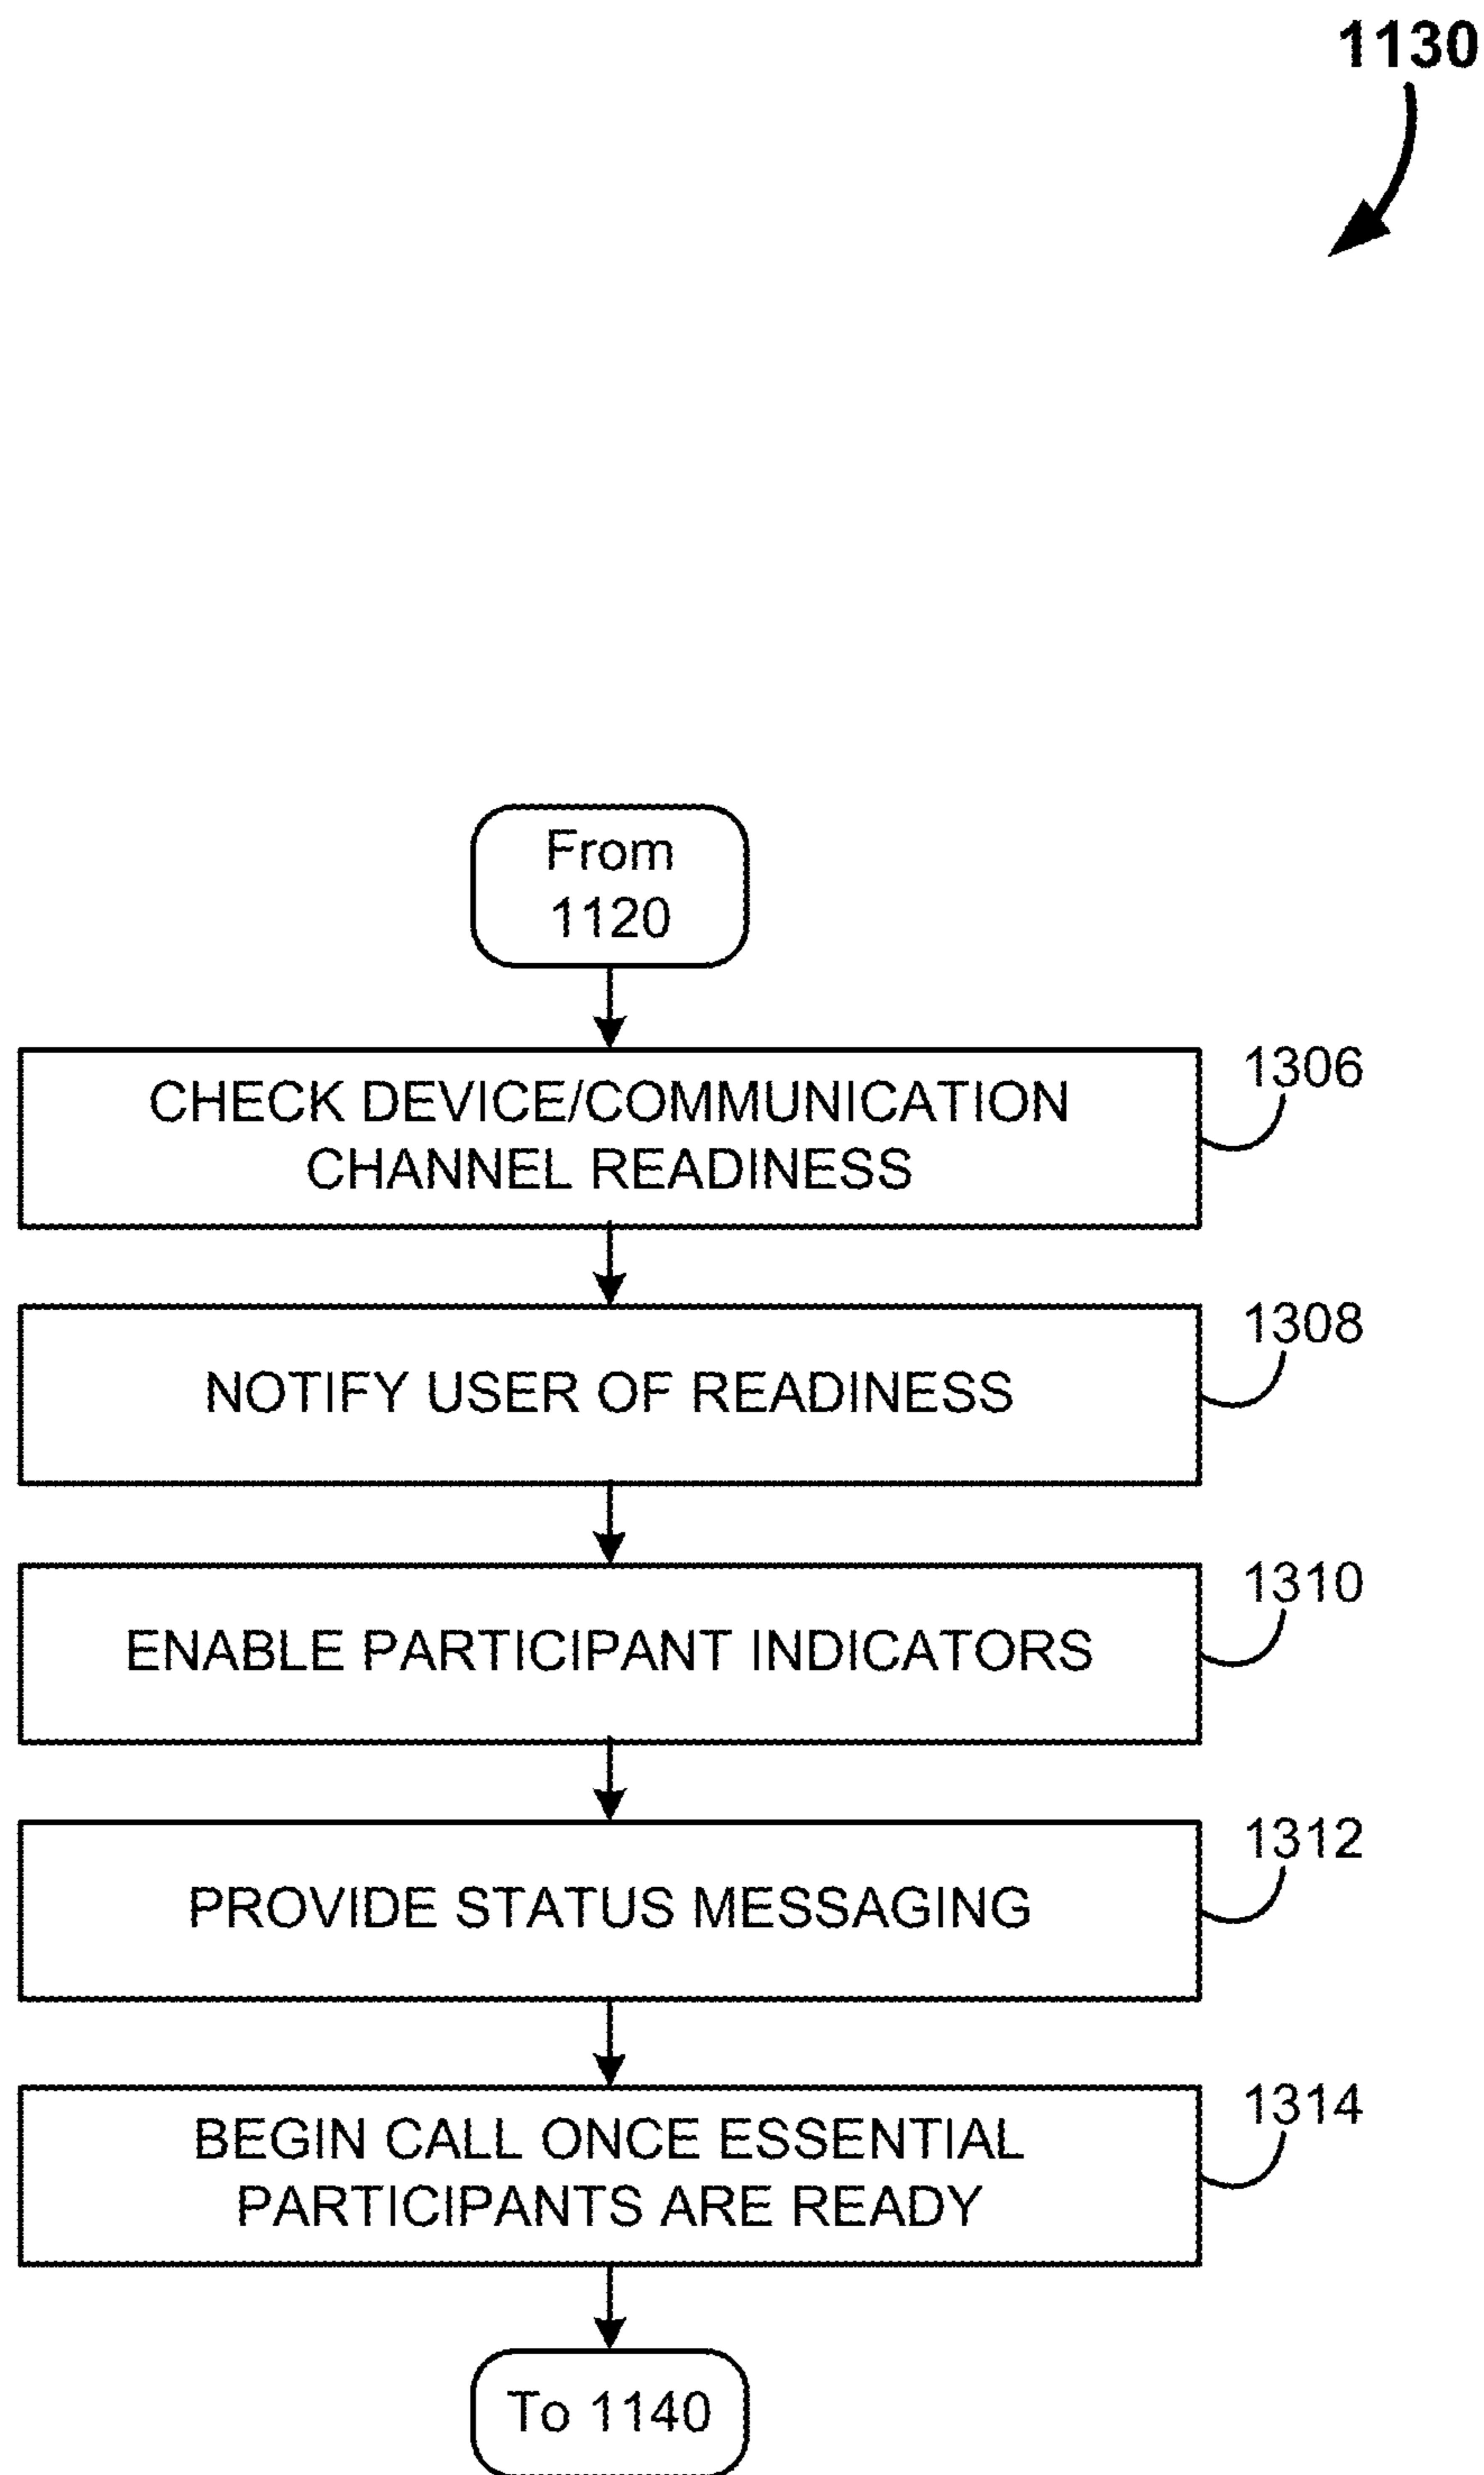 1130
From
1120
CHECK DEVICE/COMMUNICATION
CHANNEL READINESS
1306
NOTIFY USER OF READINESS
1308
ENABLE PARTICIPANT INDICATORS
1310
PROVIDE STATUS MESSAGING
1312
BEGIN CALL ONCE ESSENTIAL
PARTICIPANTS ARE READY
1314
To 1140